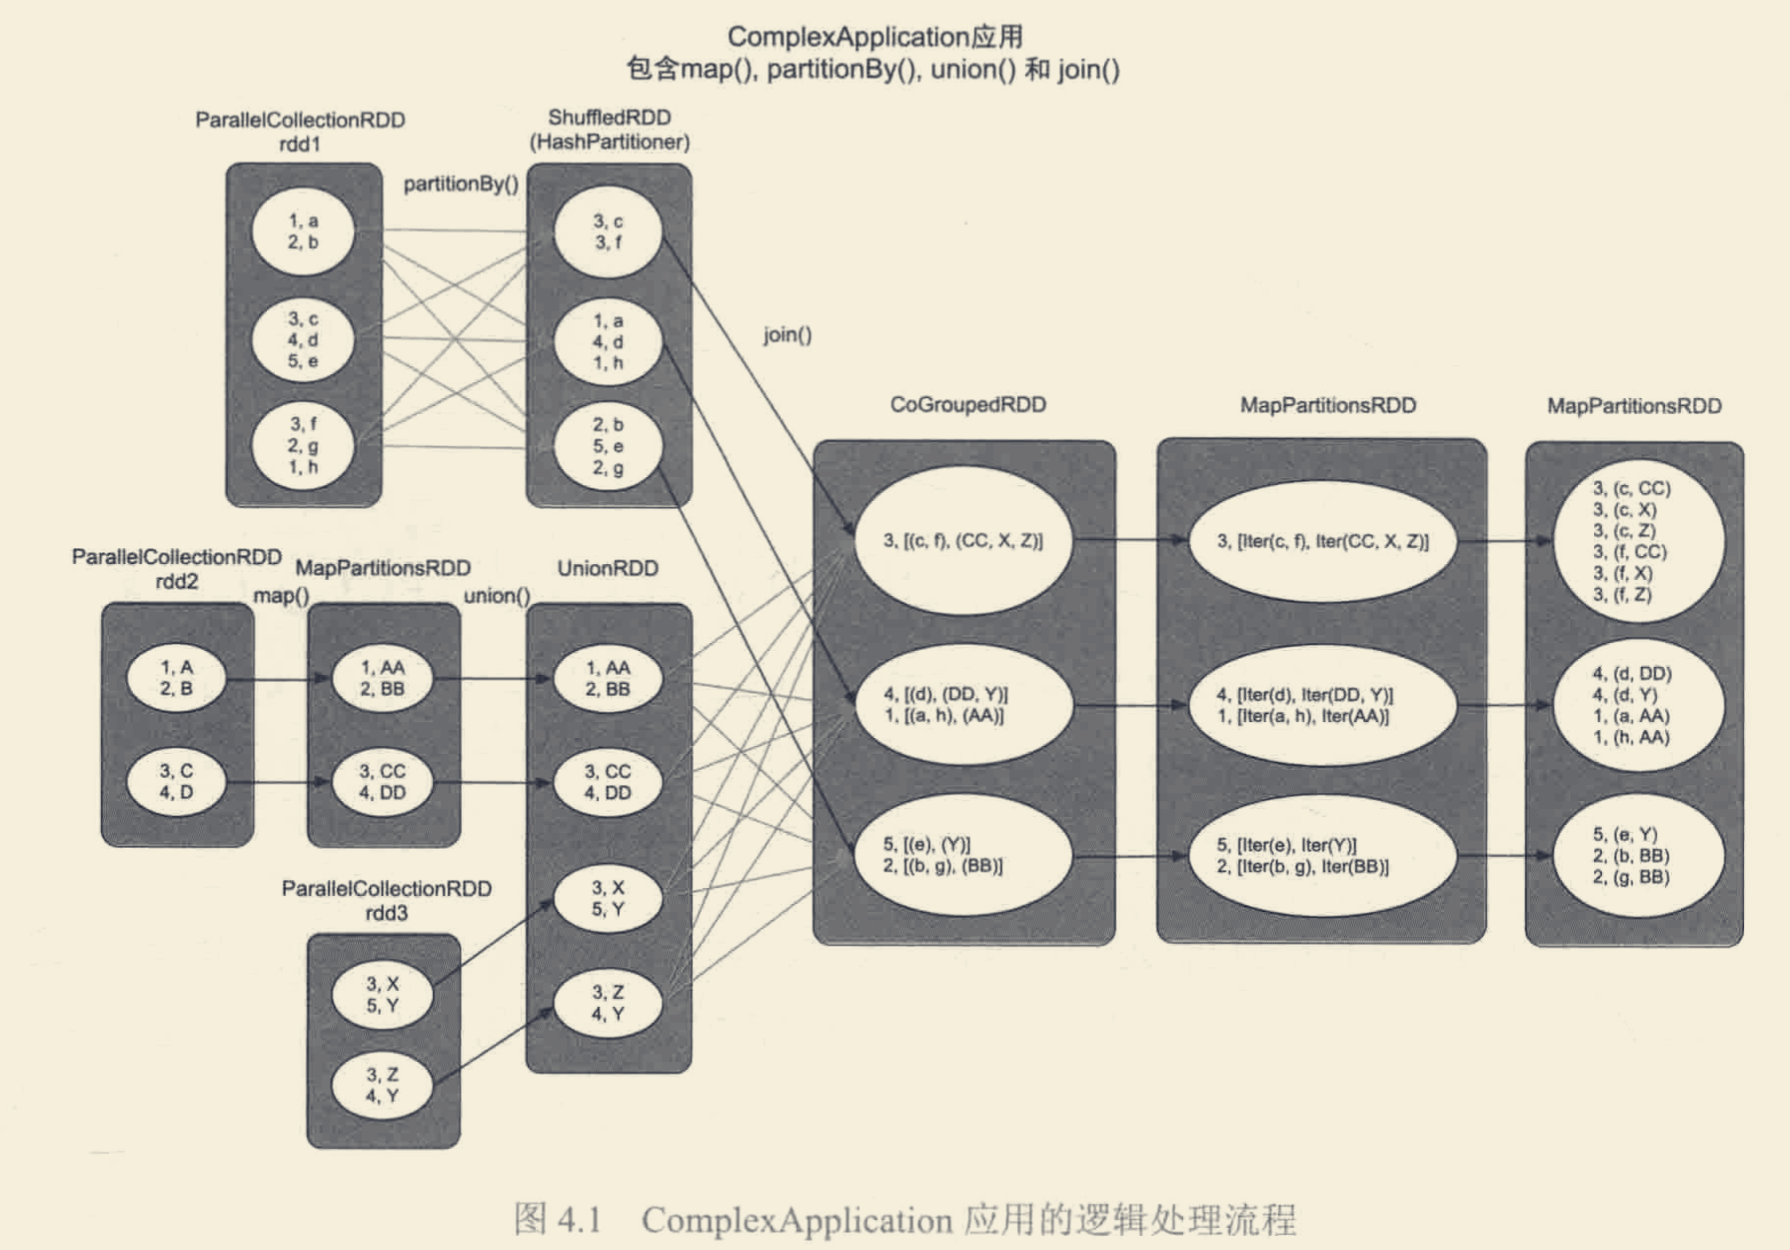 ComplexApplication应用
包含map(), partitionBy(), union() 和 join()
ParallelCollectionRDD
rdd1
1, a
2, b
3, c
4, d
5, e
3, f
2, g
1, h
partitionBy()
ShuffledRDD
(HashPartitioner)
3, c
3, f
1, a
4, d
1, h
2, b
5, e
2, g
join()
ParallelCollectionRDD
rdd2
1, A
2, B
3, C
4, D
map()
MapPartitionsRDD
1, AA
2, BB
3, CC
4, DD
union()
ParallelCollectionRDD
rdd3
3, X
5, Y
3, Z
4, Y
UnionRDD
1, AA
2, BB
3, CC
4, DD
3, X
5, Y
3, Z
4, Y
CoGroupedRDD
3, [(c, f), (CC, X, Z)]
4, [(d), (DD, Y)]
1, [(a, h), (AA)]
5, [(e), (Y)]
2, [(b, g), (BB)]
MapPartitionsRDD
3, [Iter(c, f), Iter(CC, X, Z)]
4, [Iter(d), Iter(DD, Y)]
1, [Iter(a, h), Iter(AA)]
5, [Iter(e), Iter(Y)]
2, [Iter(b, g), Iter(BB)]
MapPartitionsRDD
3, (c, CC)
3, (c, X)
3, (c, Z)
3, (f, CC)
3, (f, X)
3, (f, Z)
4, (d, DD)
4, (d, Y)
1, (a, AA)
1, (h, AA)
5, (e, Y)
2, (b, BB)
2, (g, BB)
图 4.1 ComplexApplication 应用的逻辑处理流程